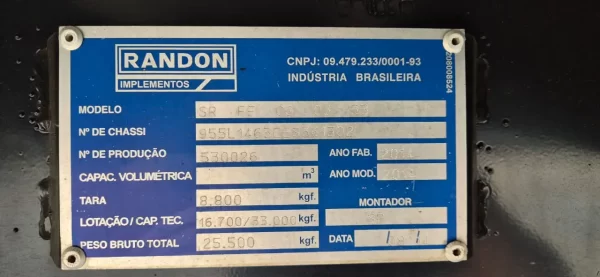 RANDON
IMPLEMENTOS
CNPJ: 09.479.233/0001-93
INDÚSTRIA BRASILEIRA
208008524
MODELO SR
Nº DE CHASSI
Nº DE PRODUÇÃO 530026 ANO FAB.
CAPAC. VOLUMÉTRICA m³ ANO MOD.
TARA 8.800 kgf. MONTADOR
LOTAÇÃO / CAP. TEC. 16.700/33.000 kgf.
PESO BRUTO TOTAL 25.500 kgf. DATA / /